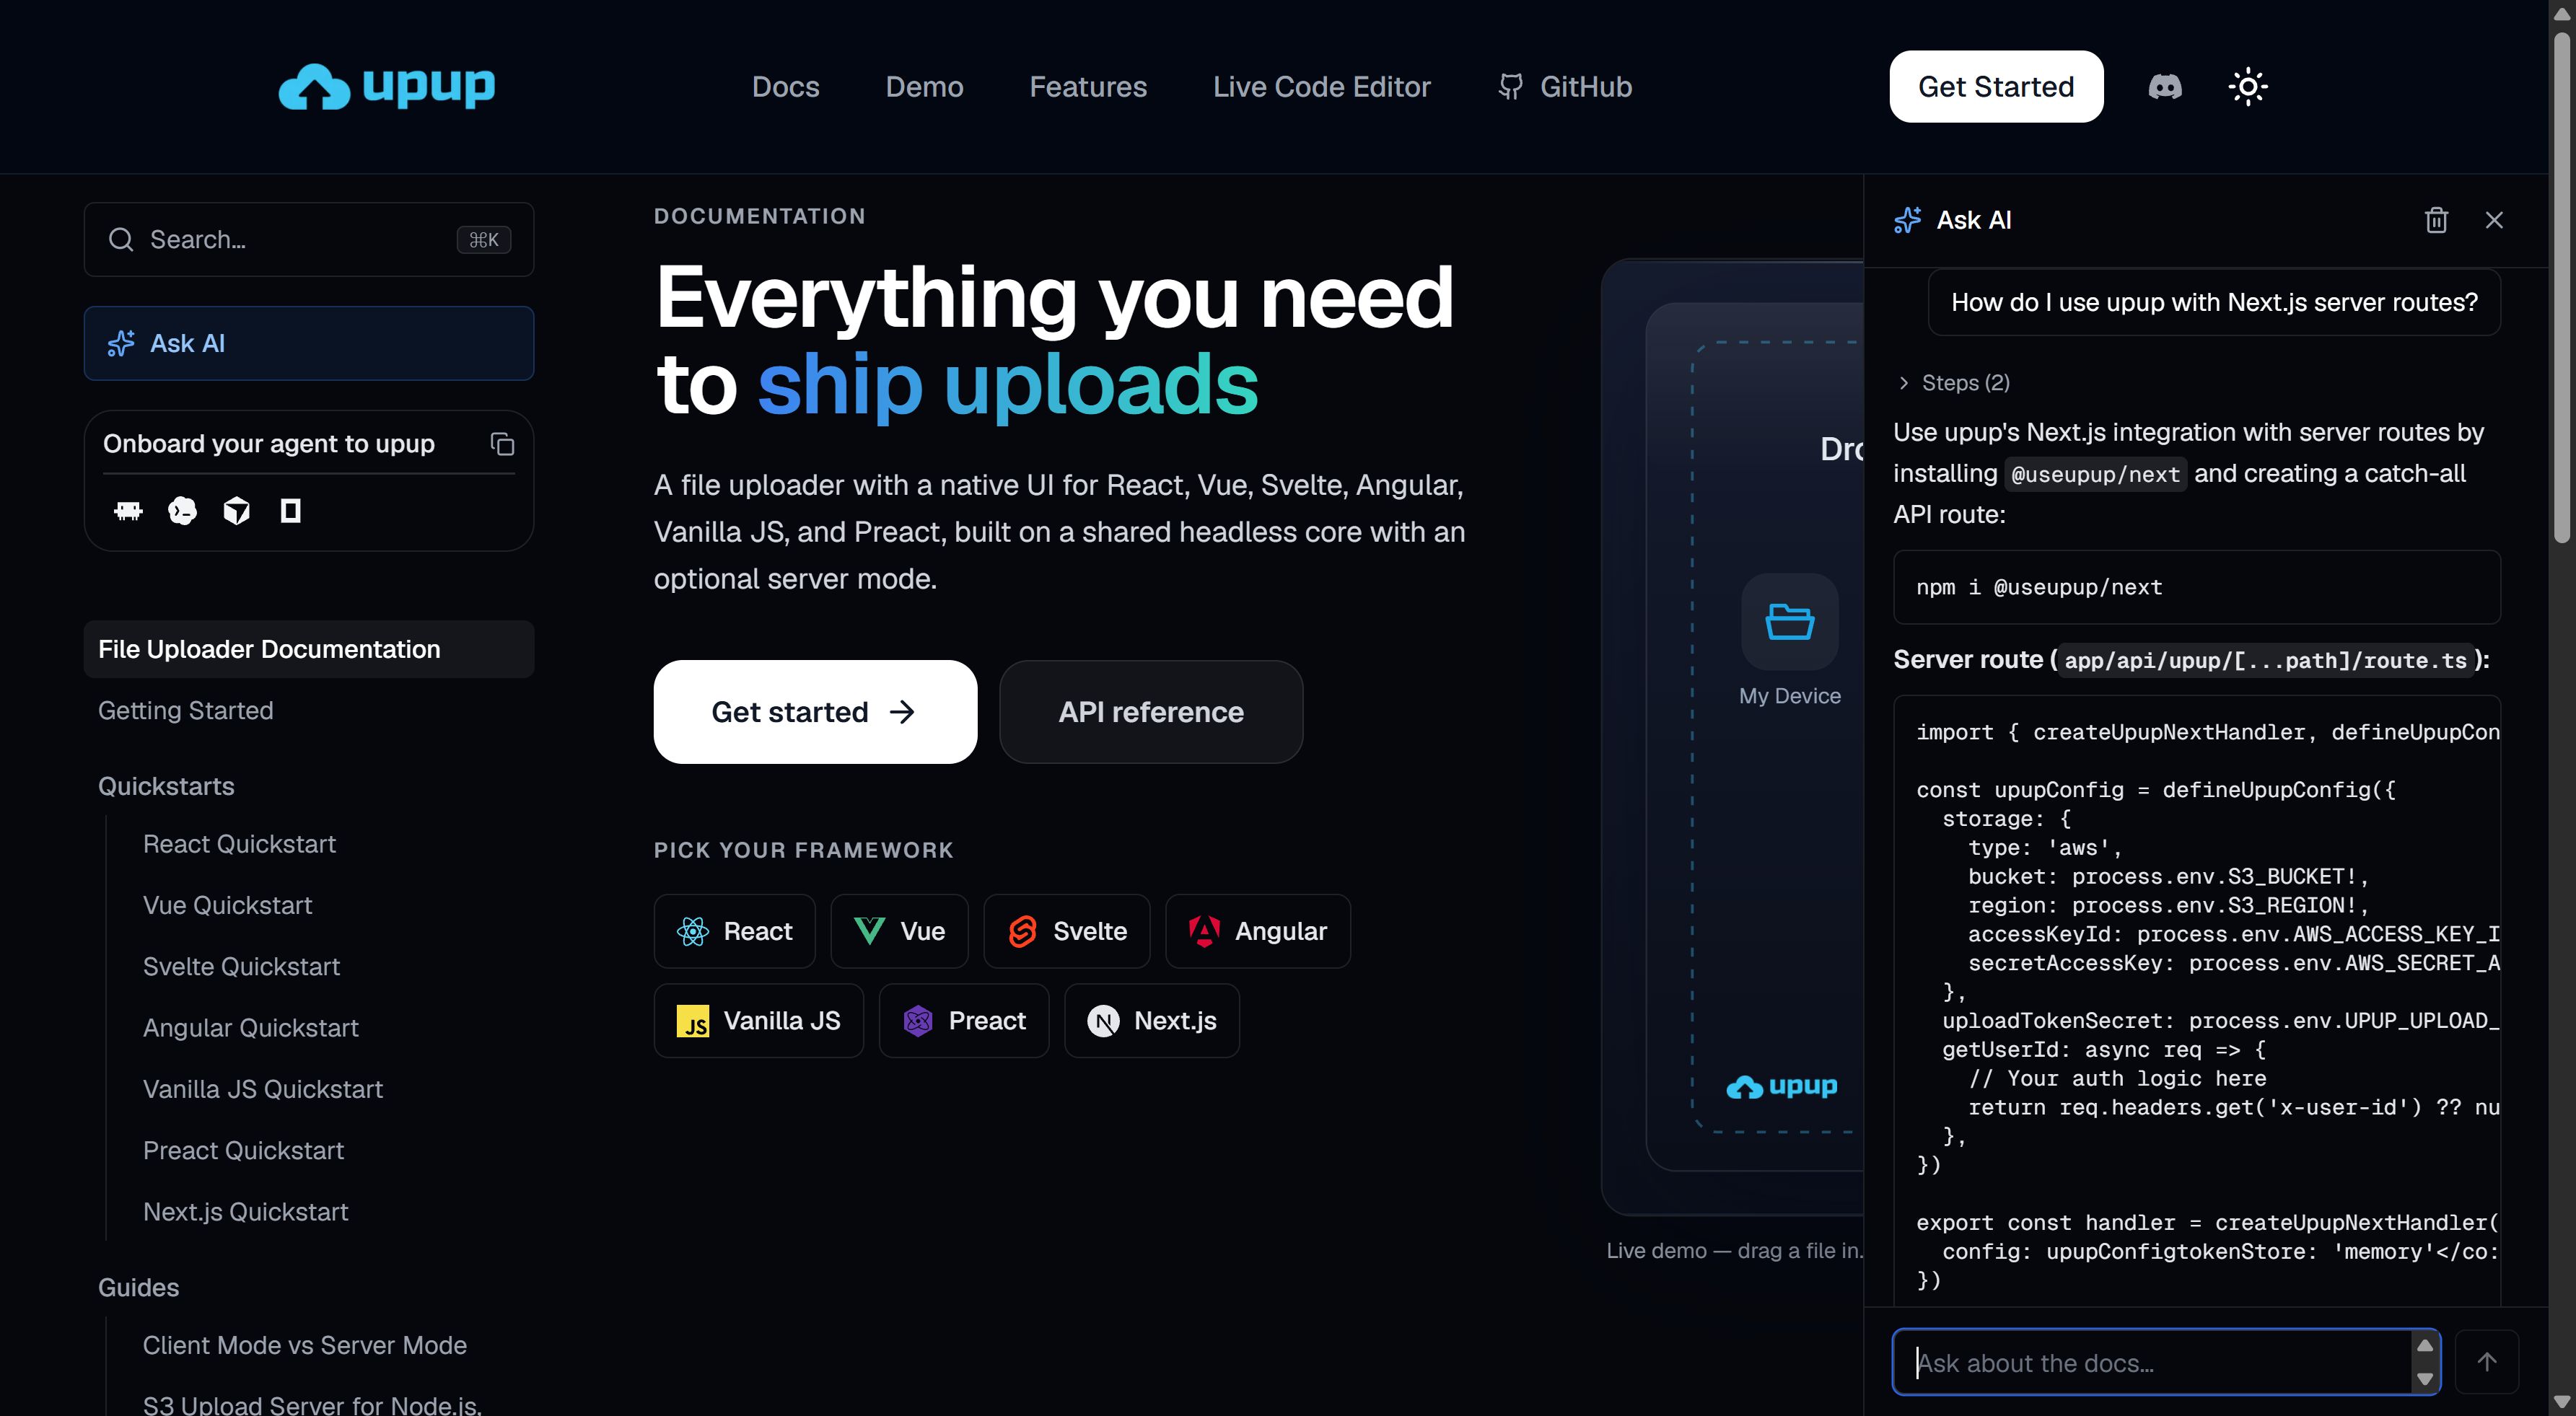 upup
Docs
Demo
Features
Live Code Editor
GitHub
Get Started
Search...
⌘K
Ask AI
Onboard your agent to upup
File Uploader Documentation
Getting Started
Quickstarts
React Quickstart
Vue Quickstart
Svelte Quickstart
Angular Quickstart
Vanilla JS Quickstart
Preact Quickstart
Next.js Quickstart
Guides
Client Mode vs Server Mode
S3 Upload Server for Node.js,
DOCUMENTATION
Everything you need
to ship uploads
A file uploader with a native UI for React, Vue, Svelte, Angular,
Vanilla JS, and Preact, built on a shared headless core with an
optional server mode.
Get started
API reference
PICK YOUR FRAMEWORK
React
Vue
Svelte
Angular
JS Vanilla JS
Preact
N Next.js
Dro
My Device
upup
Live demo — drag a file in.
Ask AI
How do I use upup with Next.js server routes?
Steps (2)
Use upup's Next.js integration with server routes by
installing @useupup/next and creating a catch-all
API route:
npm i @useupup/next
Server route (app/api/upup/[...path]/route.ts):
import { createUpupNextHandler, defineUpupCon
const upupConfig = defineUpupConfig({
storage: {
type: 'aws',
bucket: process.env.S3_BUCKET!,
region: process.env.S3_REGION!,
accessKeyId: process.env.AWS_ACCESS_KEY_I
secretAccessKey: process.env.AWS_SECRET_A
},
uploadTokenSecret: process.env.UPUP_UPLOAD_
getUserId: async req => {
// Your auth logic here
return req.headers.get('x-user-id') ?? nu
},
})
export const handler = createUpupNextHandler(
config: upupConfigtokenStore: 'memory'</co:
})
Ask about the docs...